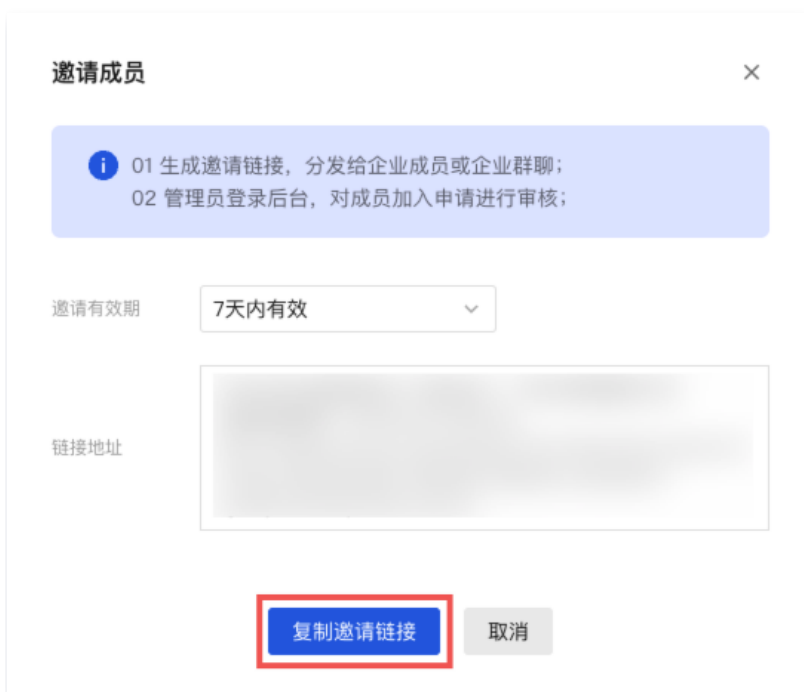 邀请成员
01 生成邀请链接，分发给企业成员或企业群聊；
02 管理员登录后台，对成员加入申请进行审核；
邀请有效期 7天内有效
链接地址
复制邀请链接 取消